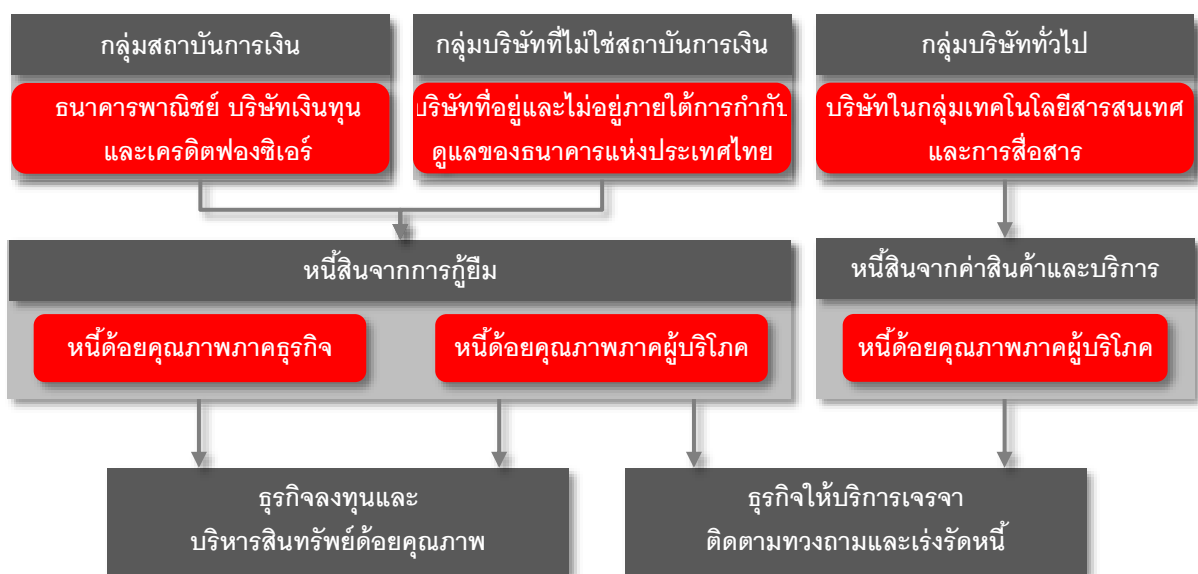 กลุ่มสถาบันการเงิน
ธนาคารพาณิชย์ บริษัทเงินทุน
และเครดิตฟองซิเอร์
กลุ่มบริษัทที่ไม่ใช่สถาบันการเงิน
บริษัทที่อยู่และไม่อยู่ภายใต้การกำกับ
ดูแลของธนาคารแห่งประเทศไทย
กลุ่มบริษัททั่วไป
บริษัทในกลุ่มเทคโนโลยีสารสนเทศ
และการสื่อสาร
หนี้สินจากการกู้ยืม
หนี้ด้อยคุณภาพภาคธุรกิจ
หนี้ด้อยคุณภาพภาคผู้บริโภค
หนี้สินจากค่าสินค้าและบริการ
หนี้ด้อยคุณภาพภาคผู้บริโภค
ธุรกิจลงทุนและ
บริหารสินทรัพย์ด้อยคุณภาพ
ธุรกิจให้บริการเจรจา
ติดตามทวงถามและเร่งรัดหนี้